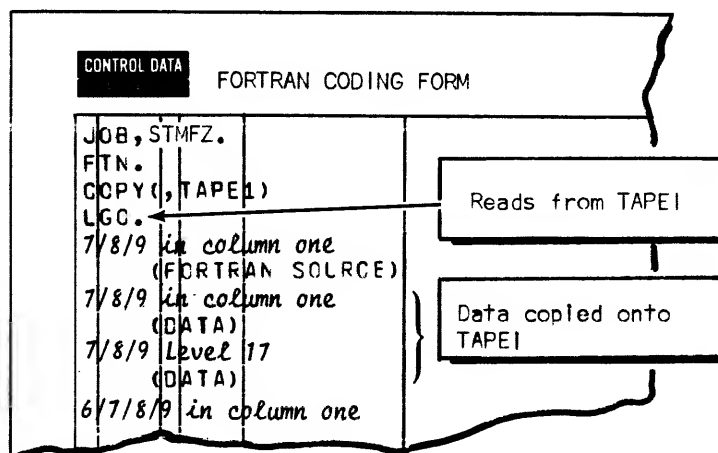 CONTROL DATA
FORTRAN CODING FORM
JOB,STMFZ.
FTN.
COPY(,TAPE1)
LGO.
7/8/9 in column one
(FORTRAN SOURCE)
7/8/9 in column one
(DATA)
7/8/9 Level 17
(DATA)
6/7/8/9 in column one
Reads from TAPE1
Data copied onto
TAPE1